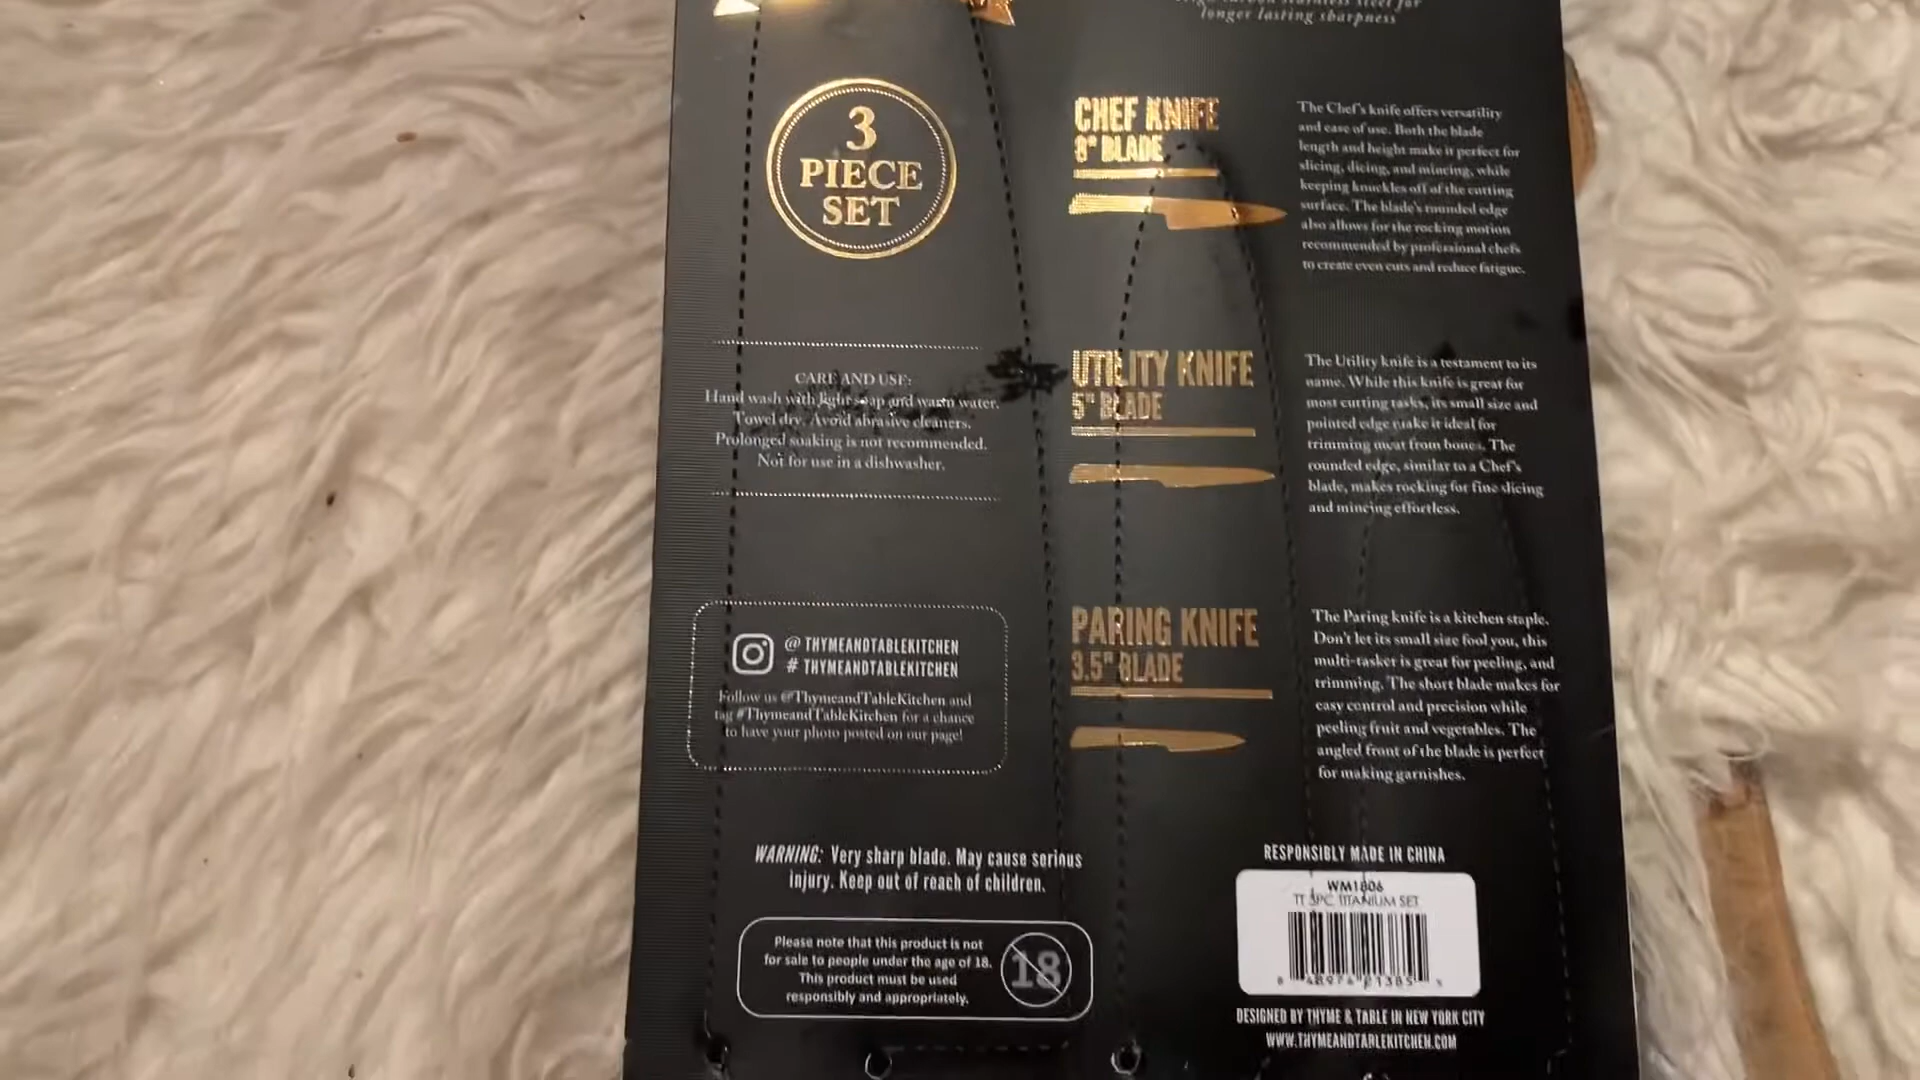 longer lasting sharpness
3
PIECE
SET
CHEF KNIFE
8" BLADE
The Chef's knife offers versatility
and ease of use. Both the blade
length and height make it perfect for
slicing, dicing, and mincing, while
keeping knuckles off of the cutting
surface. The blade's rounded edge
also allows for the rocking motion
recommended by professional chefs
to create even cuts and reduce fatigue.
CARE AND USE:
Hand wash with light soap and warm water.
Towel dry. Avoid abrasive cleaners.
Prolonged soaking is not recommended.
Not for use in a dishwasher.
UTILITY KNIFE
5" BLADE
The Utility knife is a testament to its
name. While this knife is great for
most cutting tasks, its small size and
pointed edge make it ideal for
trimming meat from bones. The
rounded edge, similar to a Chef's
blade, makes rocking for fine slicing
and mincing effortless.
@ THYMEANDTABLEKITCHEN
# THYMEANDTABLEKITCHEN
Follow us @ThymeandTableKitchen and
tag #ThymeandTableKitchen for a chance
to have your photo posted on our page!
PARING KNIFE
3.5" BLADE
The Paring knife is a kitchen staple.
Don't let its small size fool you, this
multi-tasker is great for peeling, and
trimming. The short blade makes for
easy control and precision while
peeling fruit and vegetables. The
angled front of the blade is perfect
for making garnishes.
WARNING: Very sharp blade. May cause serious
injury. Keep out of reach of children.
Please note that this product is not
for sale to people under the age of 18.
This product must be used
responsibly and appropriately.
18
RESPONSIBLY MADE IN CHINA
WM1806
TT 3PC TITANIUM SET
DESIGNED BY THYME & TABLE IN NEW YORK CITY
WWW.THYMEANDTABLEKITCHEN.COM